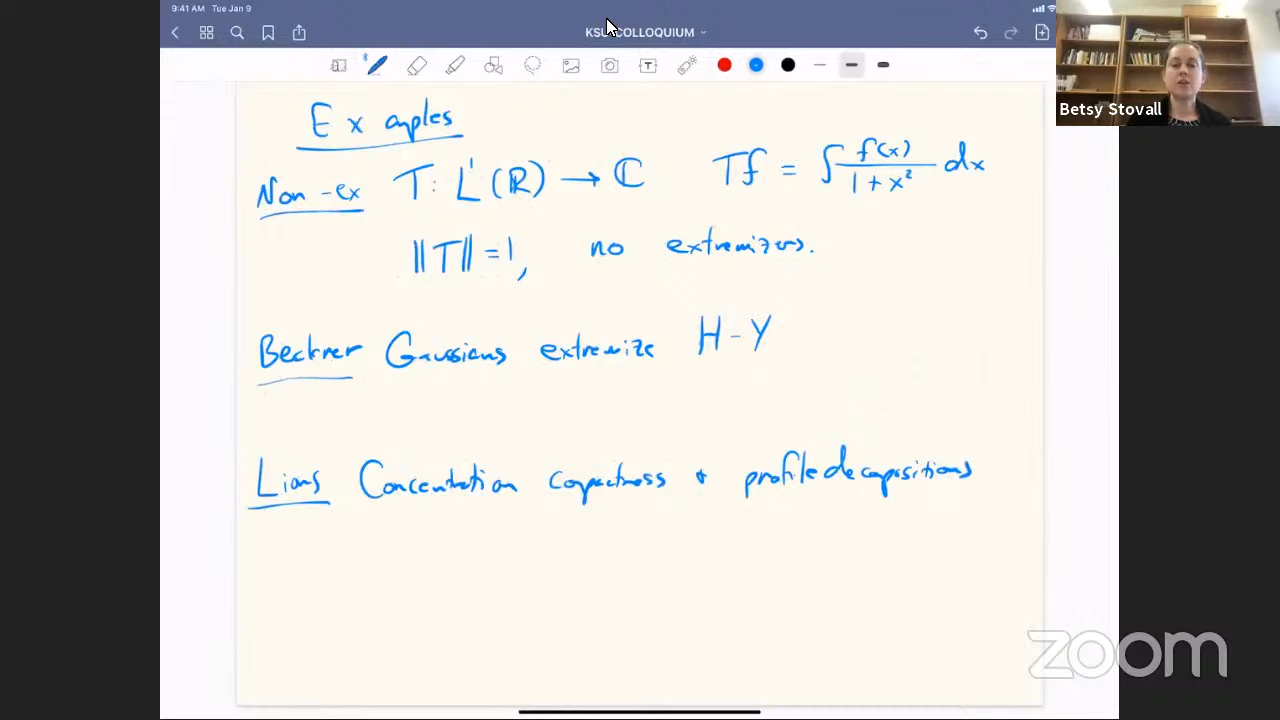 9:41 AM Tue Jan 9
KSU COLLOQUIUM
Betsy Stovall
Examples
Non-ex T: L¹(ℝ) → ℂ Tf = ∫ f(x)/(1+x²) dx
||T|| = 1, no extremizers.
Beckner Gaussians extremize H-Y
Lions Concentration compactness + profile decompositions
zoom